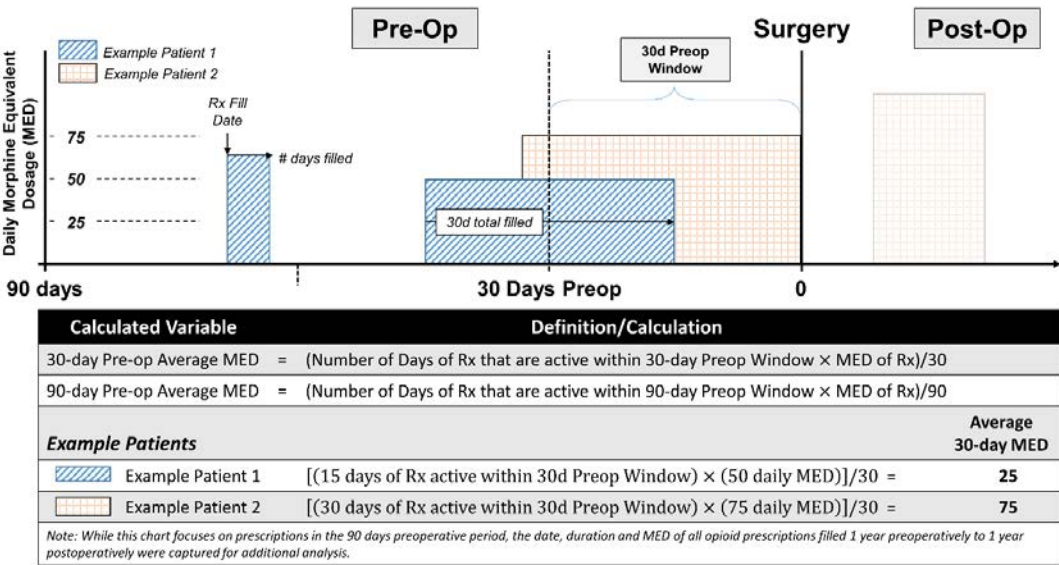 Pre-Op
Surgery
Post-Op
Example Patient 1
Example Patient 2
30d Preop
Window
Daily Morphine Equivalent
Dosage (MED)
Rx Fill
Date
75
# days filled
50
25
30d total filled
90 days
30 Days Preop
0
Calculated Variable Definition/Calculation
30-day Pre-op Average MED = (Number of Days of Rx that are active within 30-day Preop Window × MED of Rx)/30
90-day Pre-op Average MED = (Number of Days of Rx that are active within 90-day Preop Window × MED of Rx)/90
Example Patients
Average
30-day MED
Example Patient 1 [(15 days of Rx active within 30d Preop Window) × (50 daily MED)]/30 = 25
Example Patient 2 [(30 days of Rx active within 30d Preop Window) × (75 daily MED)]/30 = 75
Note: While this chart focuses on prescriptions in the 90 days preoperative period, the date, duration and MED of all opioid prescriptions filled 1 year preoperatively to 1 year
postoperatively were captured for additional analysis.